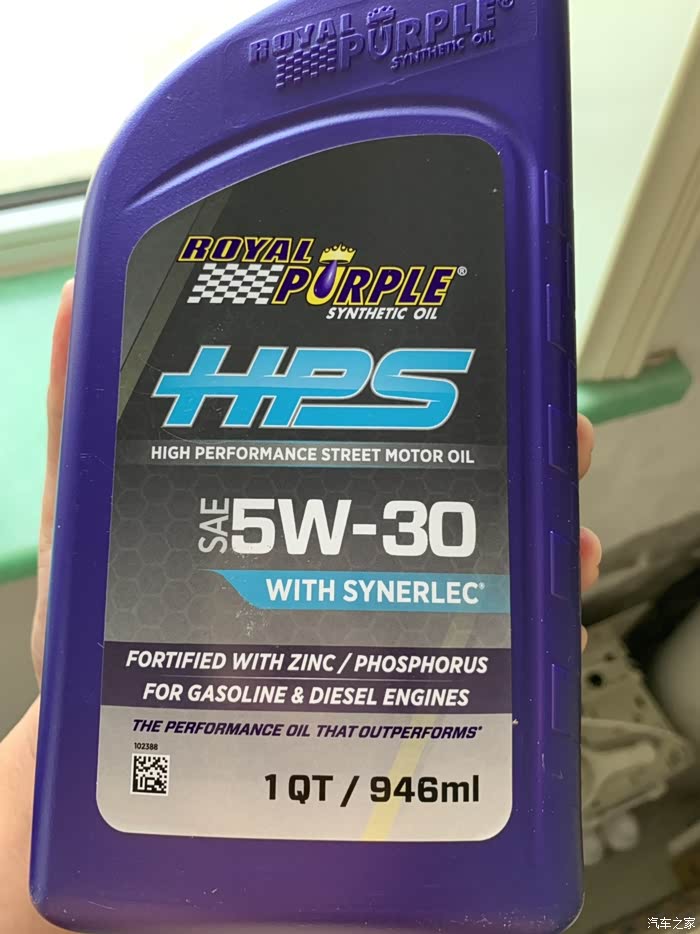 ROYAL
PURPLE®
SYNTHETIC OIL
ROYAL
PURPLE®
SYNTHETIC OIL
HPS
HIGH PERFORMANCE STREET MOTOR OIL
SAE 5W-30
WITH SYNERLEC®
FORTIFIED WITH ZINC / PHOSPHORUS
FOR GASOLINE & DIESEL ENGINES
THE PERFORMANCE OIL THAT OUTPERFORMS®
102388
1 QT / 946ml
汽车之家